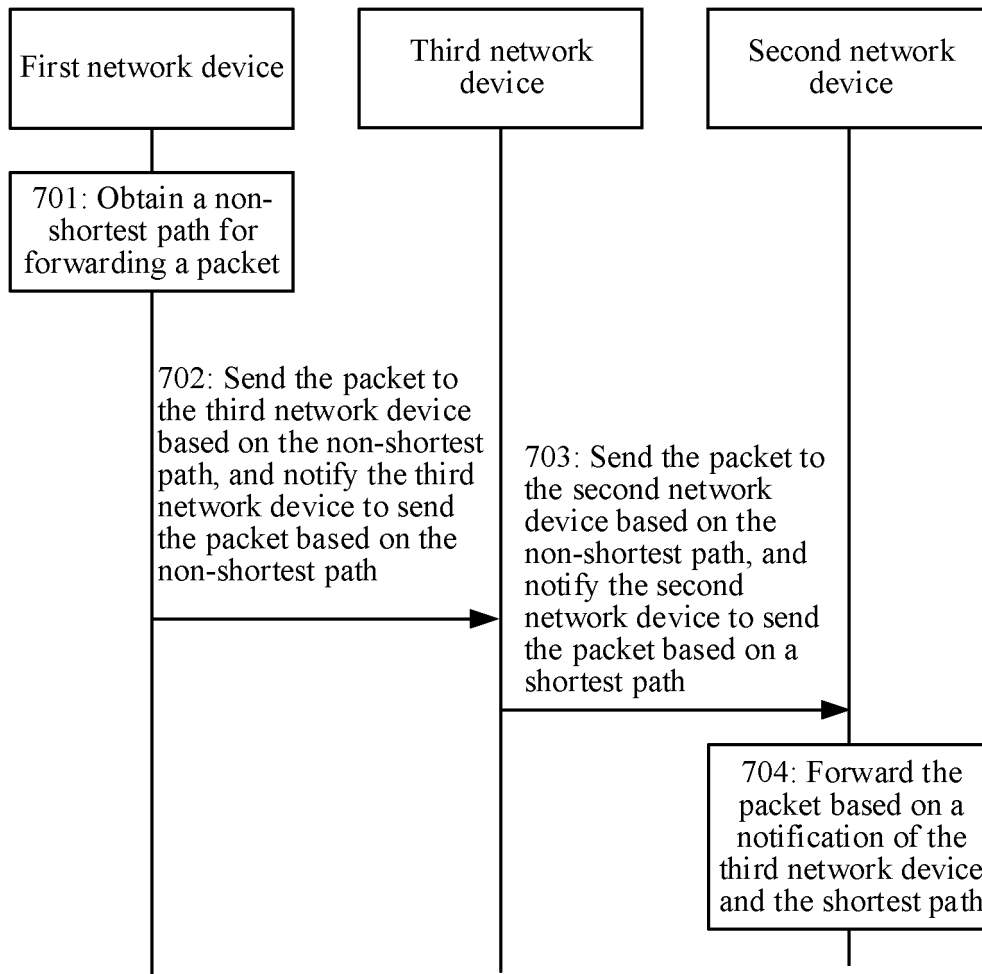 First network device
Third network
device
Second network
device
701: Obtain a non-
shortest path for
forwarding a packet
702: Send the packet to
the third network device
based on the non-shortest
path, and notify the third
network device to send
the packet based on the
non-shortest path
703: Send the packet to
the second network
device based on the
non-shortest path, and
notify the second
network device to send
the packet based on a
shortest path
704: Forward the
packet based on a
notification of the
third network device
and the shortest path